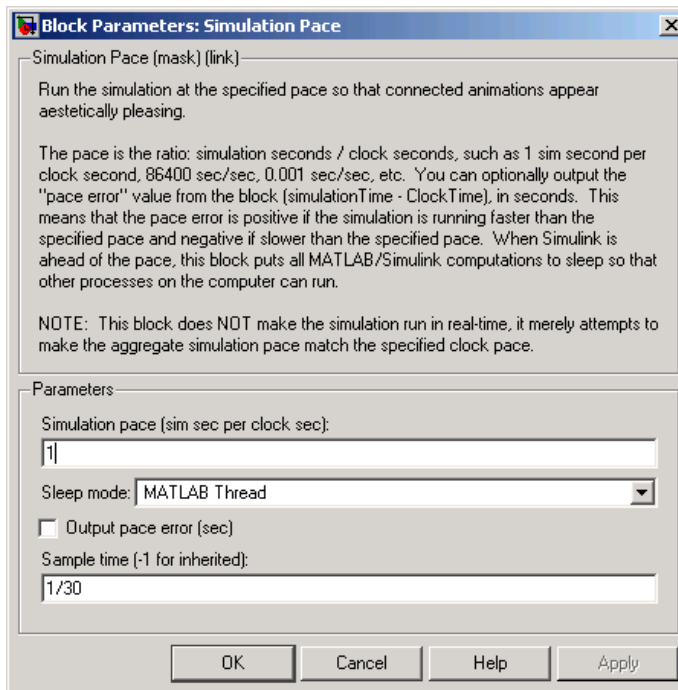 Block Parameters: Simulation Pace
Simulation Pace (mask) (link)
Run the simulation at the specified pace so that connected animations appear
aestetically pleasing.
The pace is the ratio: simulation seconds / clock seconds, such as 1 sim second per
clock second, 86400 sec/sec, 0.001 sec/sec, etc. You can optionally output the
"pace error" value from the block (simulationTime - ClockTime), in seconds. This
means that the pace error is positive if the simulation is running faster than the
specified pace and negative if slower than the specified pace. When Simulink is
ahead of the pace, this block puts all MATLAB/Simulink computations to sleep so that
other processes on the computer can run.
NOTE: This block does NOT make the simulation run in real-time, it merely attempts to
make the aggregate simulation pace match the specified clock pace.
Parameters
Simulation pace (sim sec per clock sec):
1
Sleep mode: MATLAB Thread
Output pace error (sec)
Sample time (-1 for inherited):
1/30
OK Cancel Help Apply